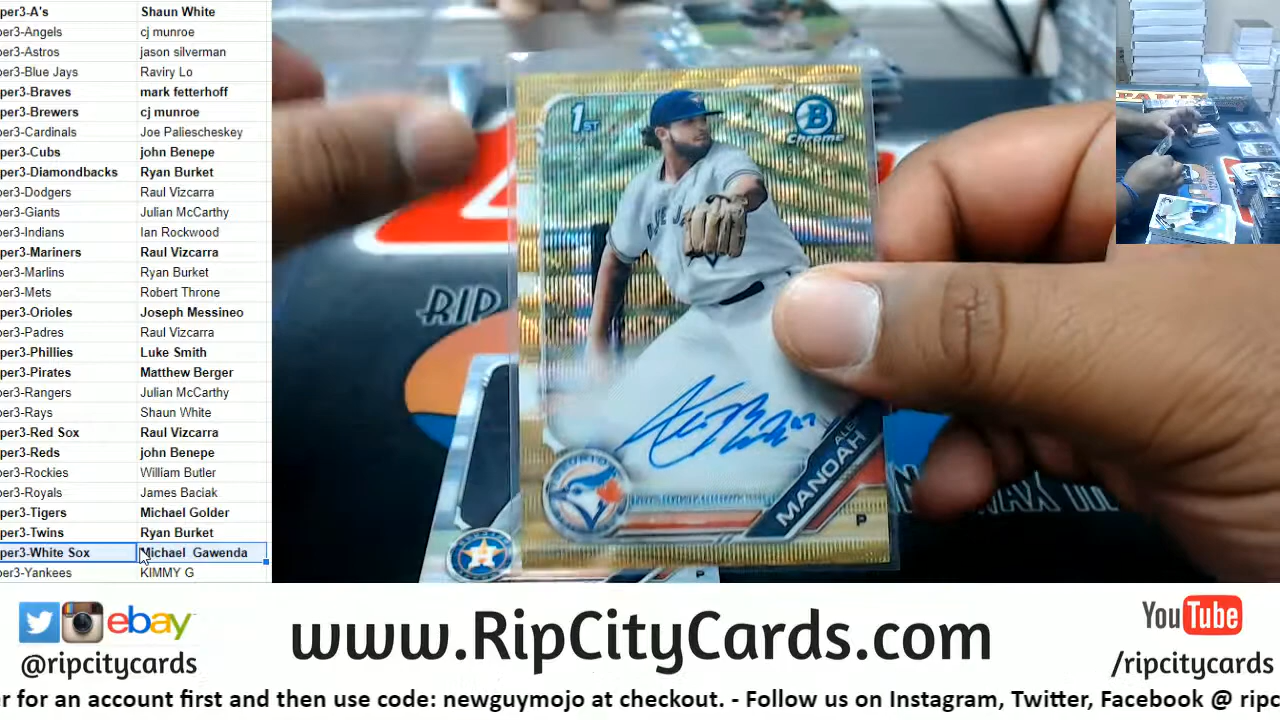 per3-A's Shaun White
per3-Angels cj munroe
per3-Astros jason silverman
per3-Blue Jays Raviry Lo
per3-Braves mark fetterhoff
per3-Brewers cj munroe
per3-Cardinals Joe Paliescheskey
per3-Cubs john Benepe
per3-Diamondbacks Ryan Burket
per3-Dodgers Raul Vizcarra
per3-Giants Julian McCarthy
per3-Indians Ian Rockwood
per3-Mariners Raul Vizcarra
per3-Marlins Ryan Burket
per3-Mets Robert Throne
per3-Orioles Joseph Messineo
per3-Padres Raul Vizcarra
per3-Phillies Luke Smith
per3-Pirates Matthew Berger
per3-Rangers Julian McCarthy
per3-Rays Shaun White
per3-Red Sox Raul Vizcarra
per3-Reds john Benepe
per3-Rockies William Butler
per3-Royals James Baciak
per3-Tigers Michael Golder
per3-Twins Ryan Burket
per3-White Sox Michael Gawenda
per3-Yankees KIMMY G
1ST
B
Chrome
BLUE JA
MANOAH
P
RIP
P
PANINI
ebay
@ripcitycards
www.RipCityCards.com
YouTube
/ripcitycards
er for an account first and then use code: newguymojo at checkout. - Follow us on Instagram, Twitter, Facebook @ ripc